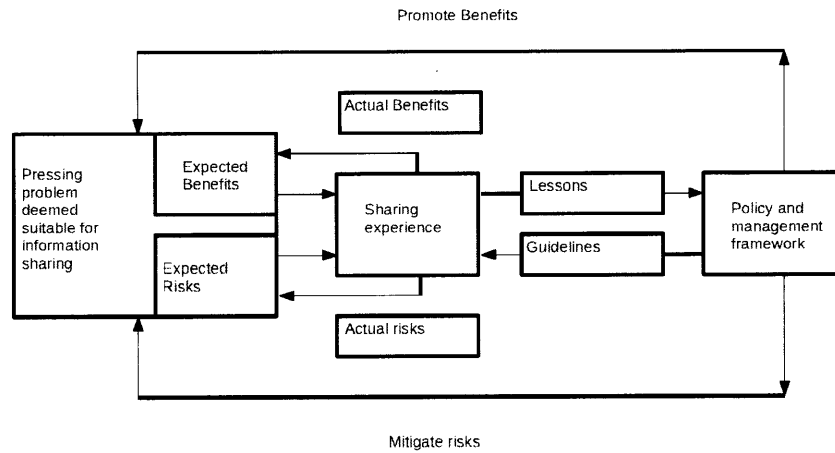 Promote Benefits
Actual Benefits
Pressing
problem
deemed
suitable for
information
sharing
Expected
Benefits
Expected
Risks
Sharing
experience
Lessons
Guidelines
Policy and
management
framework
Actual risks
Mitigate risks